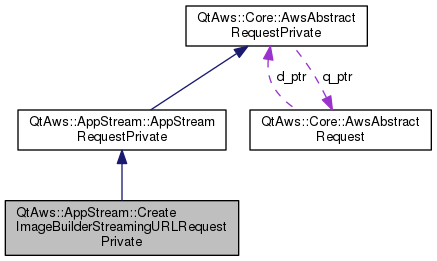 QtAws::Core::AwsAbstract
RequestPrivate
d_ptr
q_ptr
QtAws::AppStream::AppStream
RequestPrivate
QtAws::Core::AwsAbstract
Request
QtAws::AppStream::Create
ImageBuilderStreamingURLRequest
Private